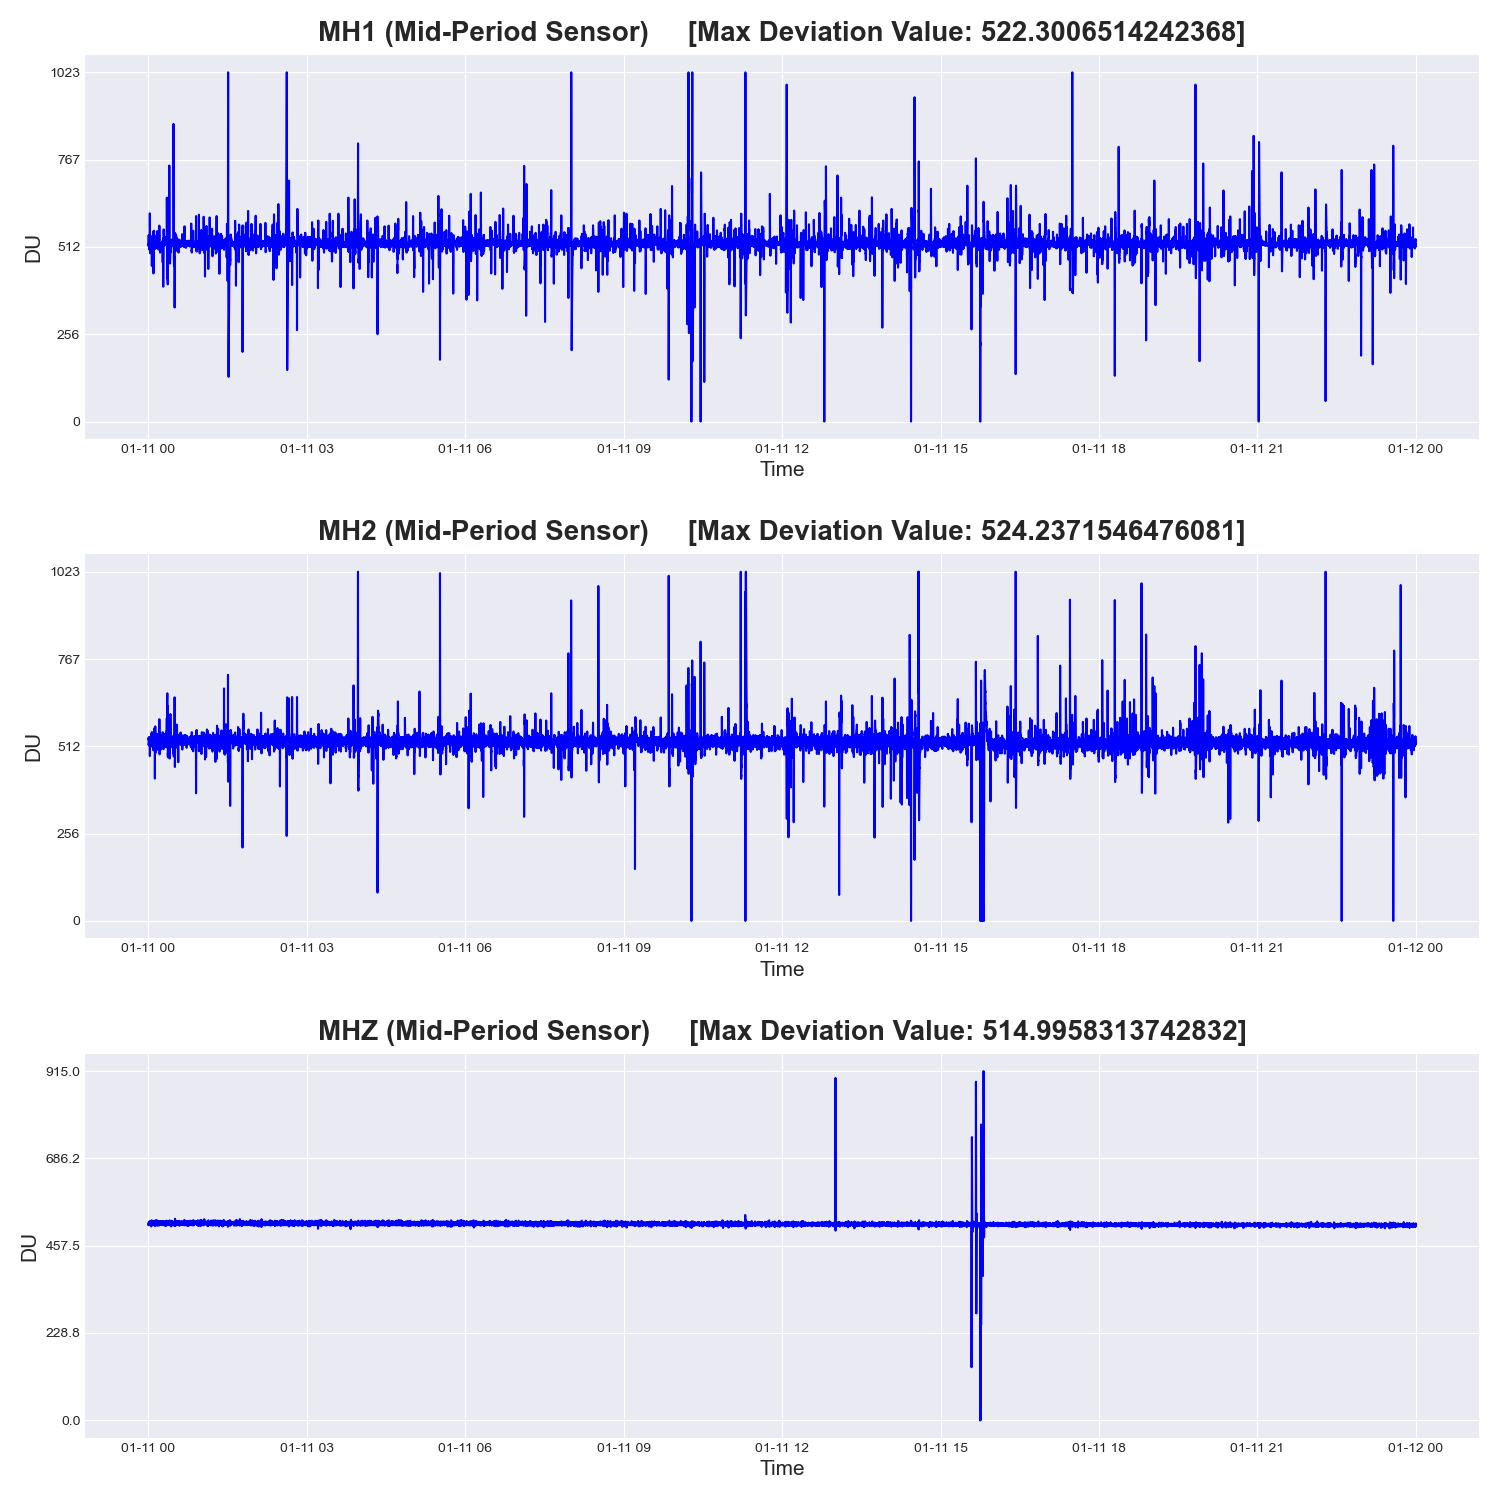 MH1 (Mid-Period Sensor) [Max Deviation Value: 522.3006514242368]
1023
767
512
256
0
DU
01-11 00 01-11 03 01-11 06 01-11 09 01-11 12 01-11 15 01-11 18 01-11 21 01-12 00
Time
MH2 (Mid-Period Sensor) [Max Deviation Value: 524.2371546476081]
1023
767
512
256
0
DU
01-11 00 01-11 03 01-11 06 01-11 09 01-11 12 01-11 15 01-11 18 01-11 21 01-12 00
Time
MHZ (Mid-Period Sensor) [Max Deviation Value: 514.9958313742832]
915.0
686.2
457.5
228.8
0.0
DU
01-11 00 01-11 03 01-11 06 01-11 09 01-11 12 01-11 15 01-11 18 01-11 21 01-12 00
Time